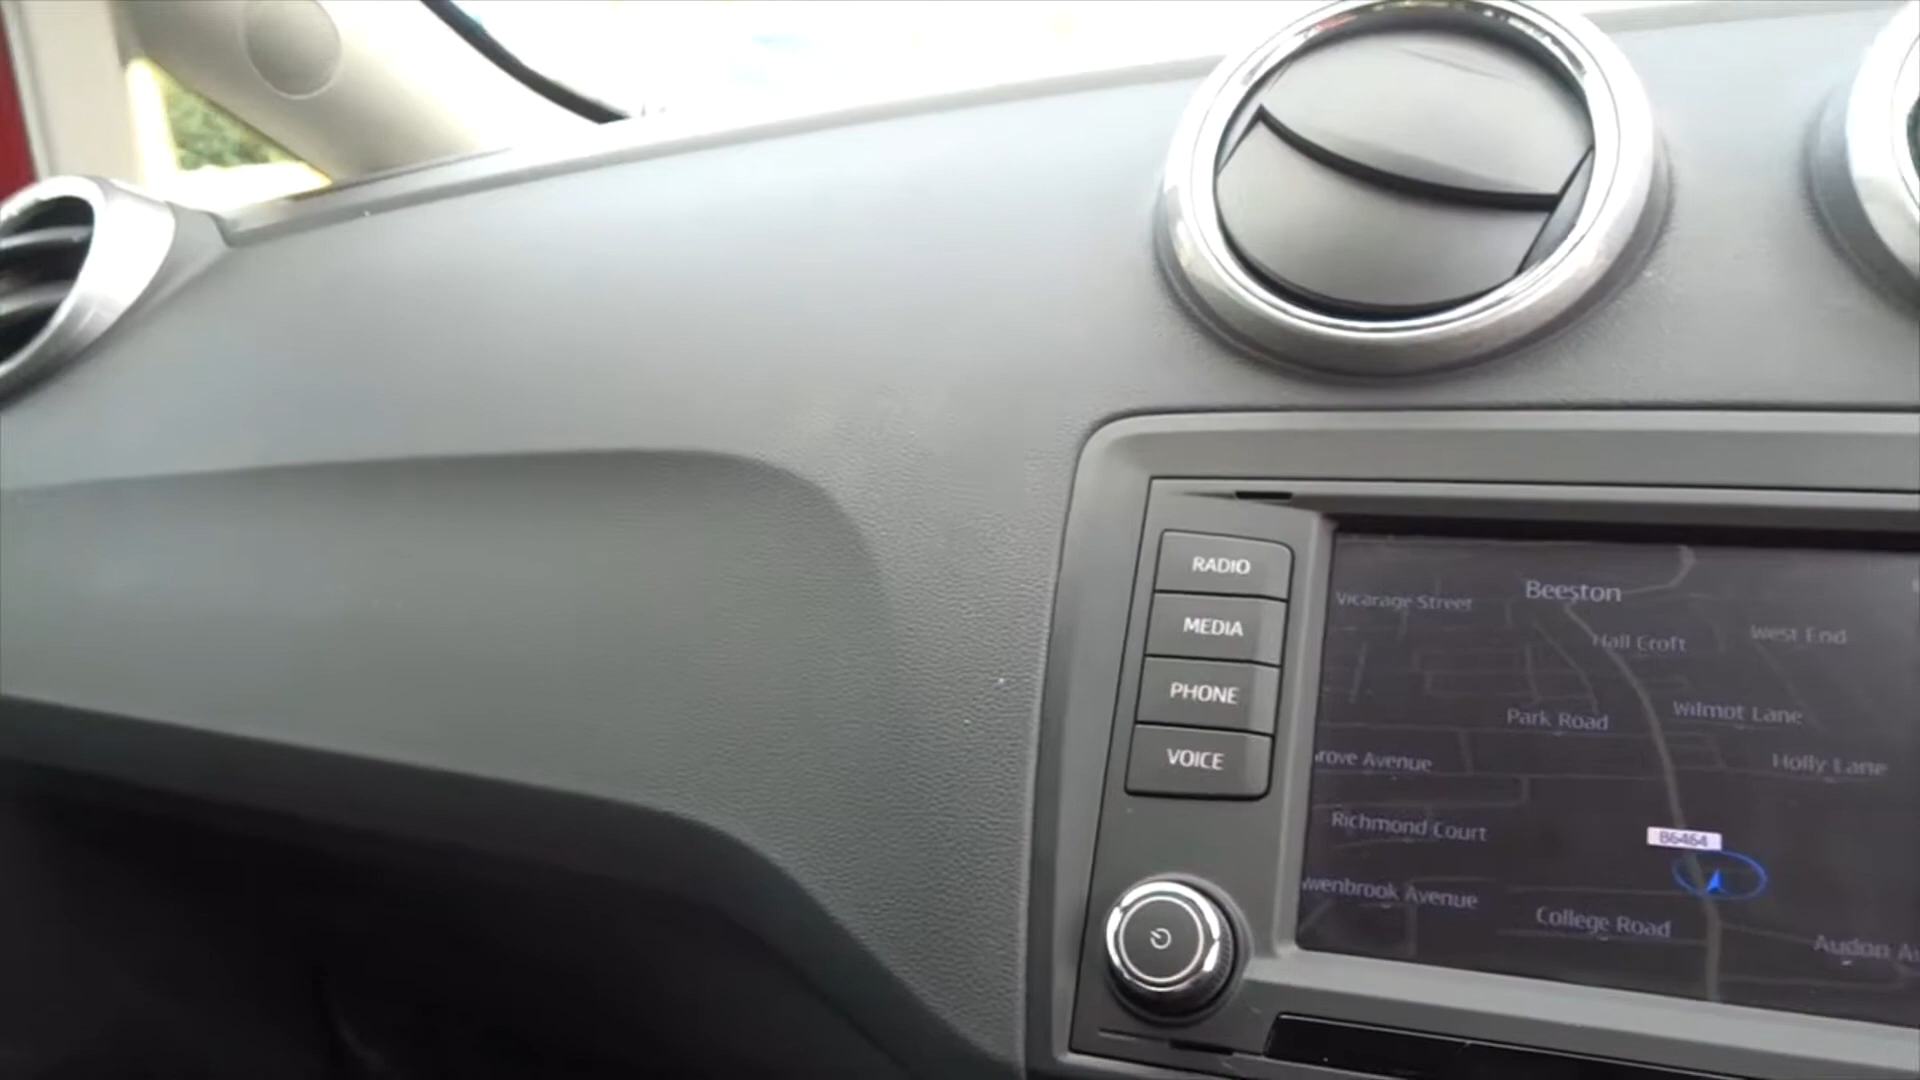 RADIO
MEDIA
PHONE
VOICE
Beeston
Vicarage Street
Hall Croft
West End
Park Road
Wilmot Lane
rove Avenue
Holly Lane
Richmond Court
B6464
wenbrook Avenue
College Road
Audon A